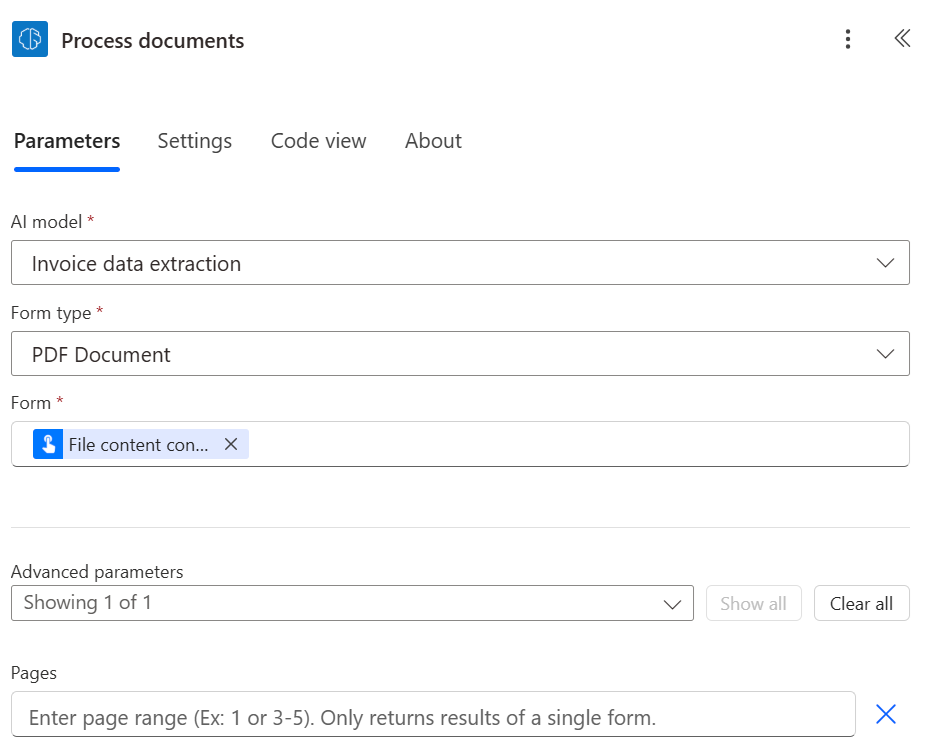 Process documents
Parameters Settings Code view About
AI model *
Invoice data extraction
Form type *
PDF Document
Form *
File content con...
Advanced parameters
Showing 1 of 1 Show all Clear all
Pages
Enter page range (Ex: 1 or 3-5). Only returns results of a single form.